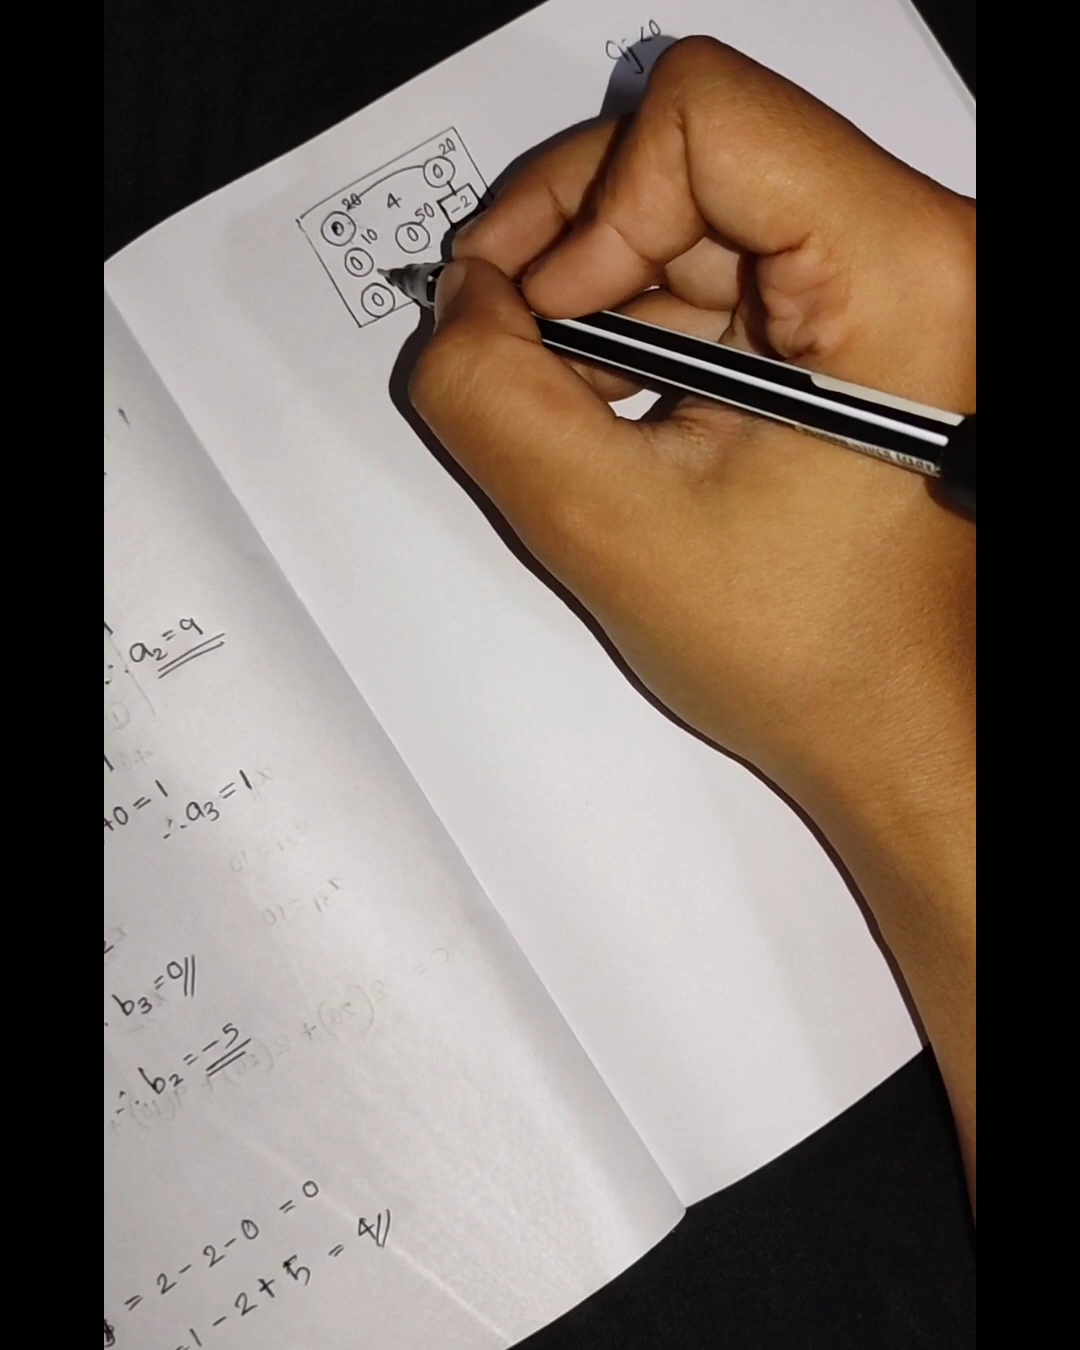 0 20
-2
0 20
4
0 50
0 10
0
∴ a₂ = 9
+0 = 1
∴ a₃ = 1
b₃ = 0//
∴ b₂ = -5
= 2 - 2 - 0 = 0
1 - 2 + 5 = 4//